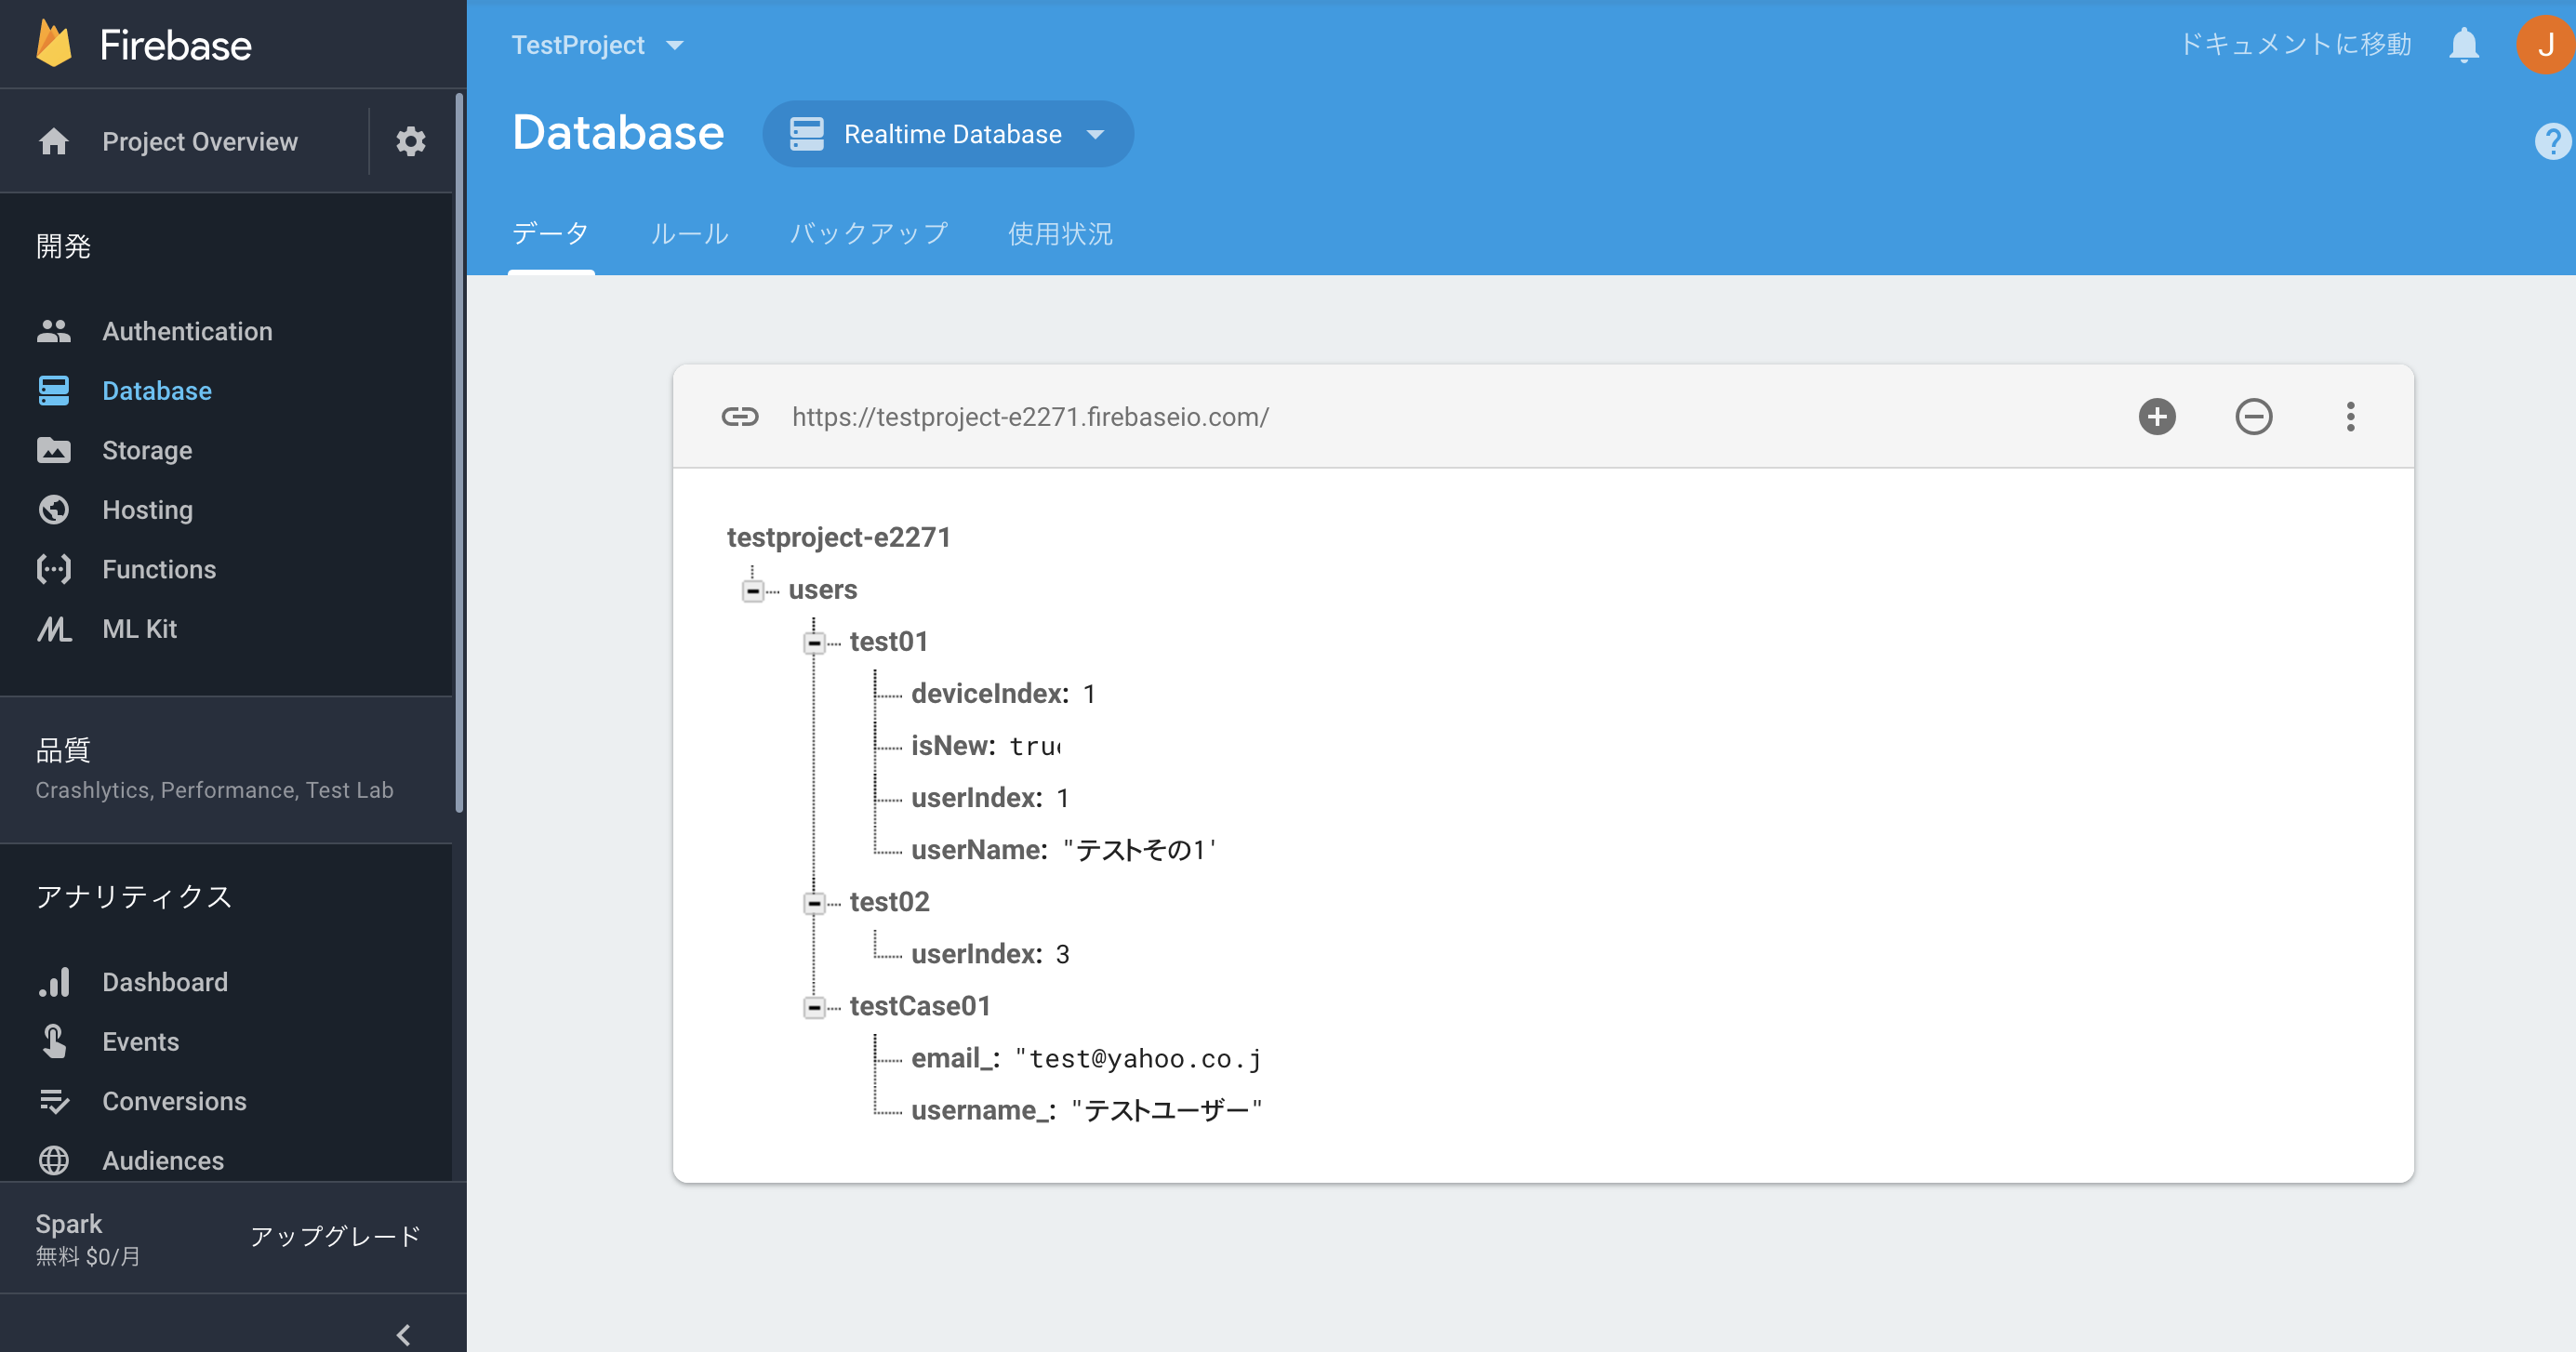 Firebase
Project Overview
開発
Authentication
Database
Storage
Hosting
Functions
ML Kit
品質
Crashlytics, Performance, Test Lab
アナリティクス
Dashboard
Events
Conversions
Audiences
Spark
無料 $0/月
アップグレード
TestProject
ドキュメントに移動
J
Database
Realtime Database
データ
ルール
バックアップ
使用状況
https://testproject-e2271.firebaseio.com/
testproject-e2271
users
test01
deviceIndex: 1
isNew: true
userIndex: 1
userName: "テストその1"
test02
userIndex: 3
testCase01
email_: "test@yahoo.co.j
username_: "テストユーザー"